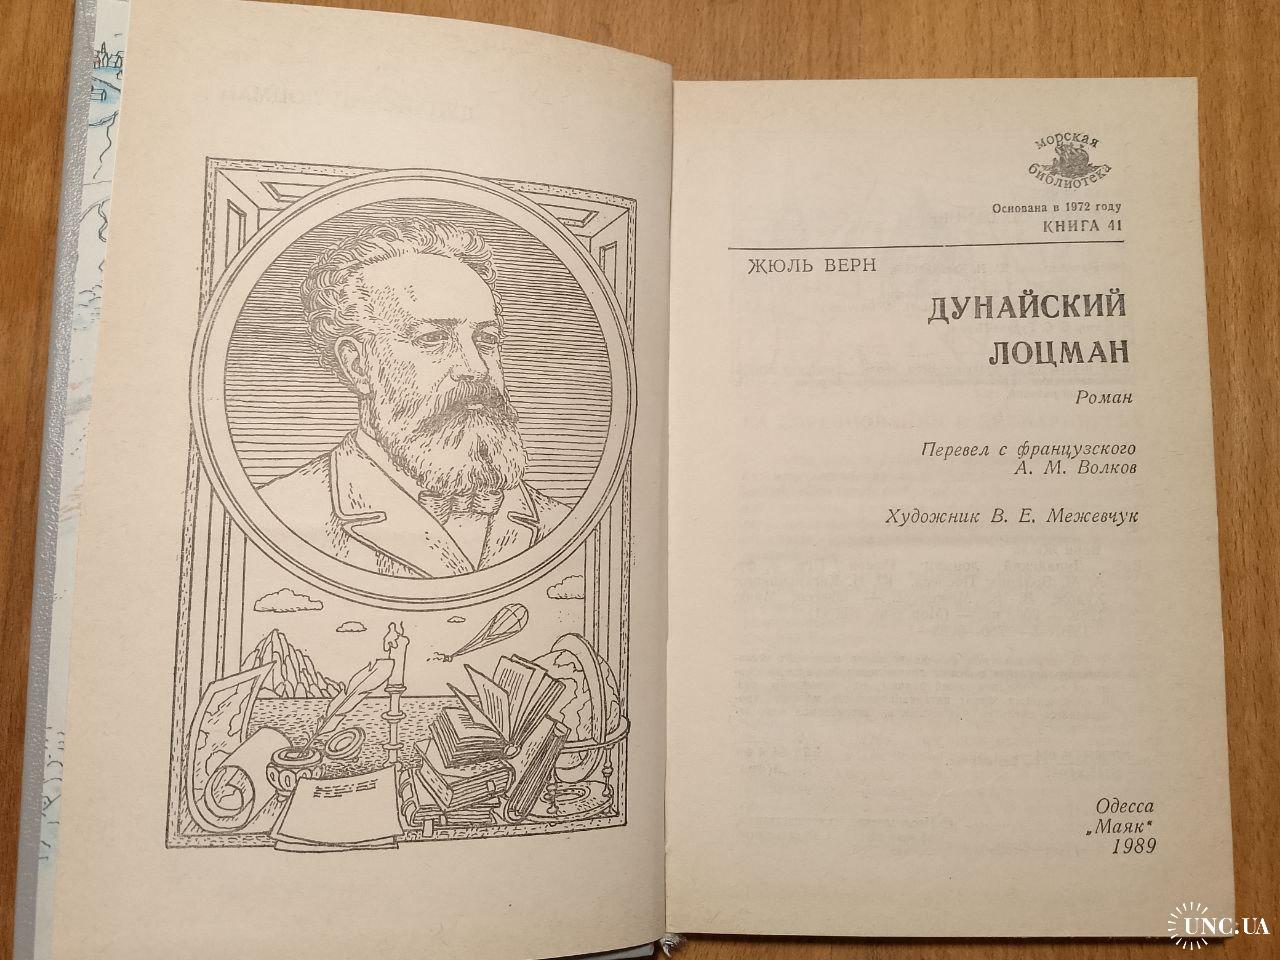 морская
библиотека
Основана в 1972 году
КНИГА 41
ЖЮЛЬ ВЕРН
ДУНАЙСКИЙ
ЛОЦМАН
Роман
Перевел с французского
А. М. Волков
Художник В. Е. Межевчук
Одесса
„Маяк“
1989
UNC.UA